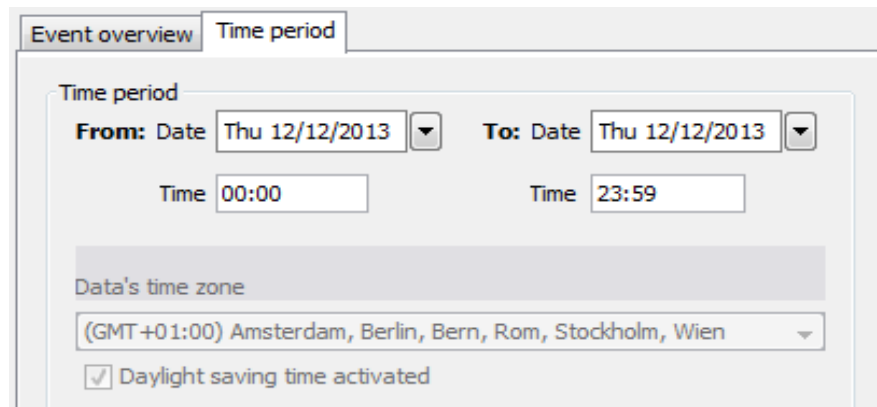 Event overview Time period
Time period
From: Date Thu 12/12/2013 To: Date Thu 12/12/2013
Time 00:00 Time 23:59
Data's time zone
(GMT+01:00) Amsterdam, Berlin, Bern, Rom, Stockholm, Wien
Daylight saving time activated